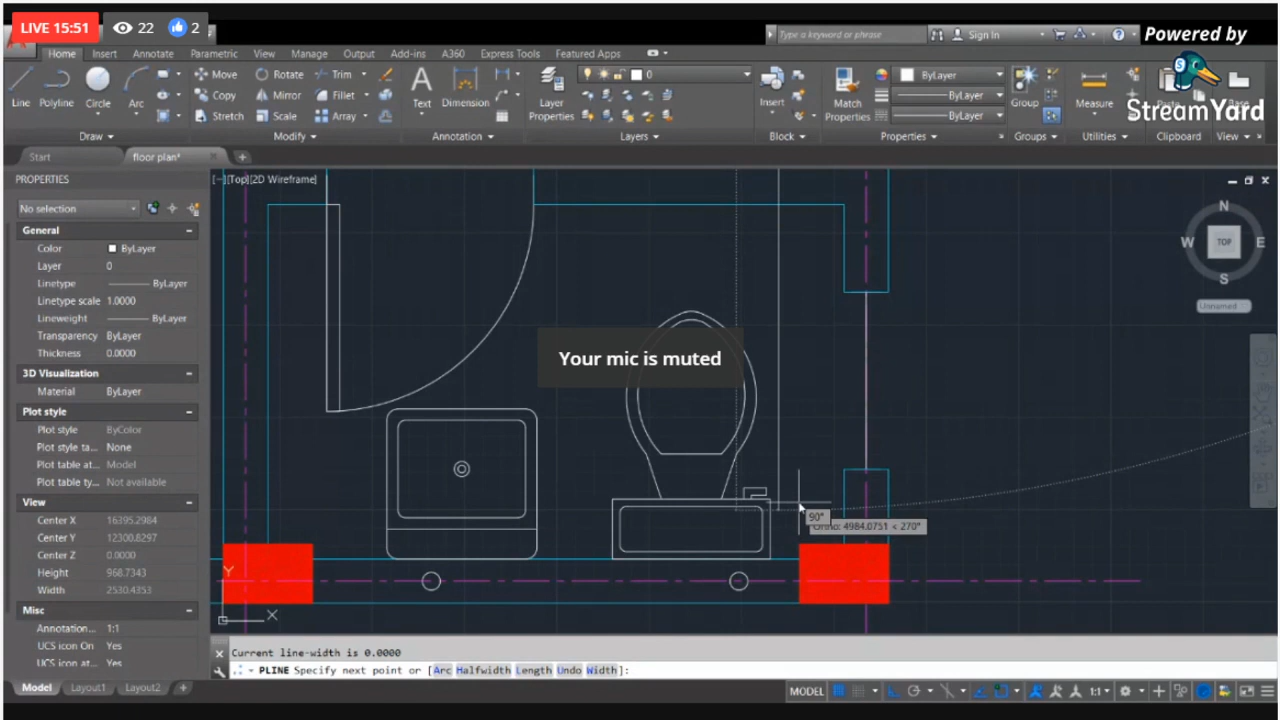 LIVE 15:51 22 2
Type a keyword or phrase Sign In
Powered by
StreamYard
Home Insert Annotate Parametric View Manage Output Add-ins A360 Express Tools Featured Apps
Line Polyline Circle Arc
Move Rotate Trim
Copy Mirror Fillet
Stretch Scale Array
Text Dimension
Layer Properties
0
Insert
Match Properties
ByLayer
ByLayer
ByLayer
Group
Measure
Paste
Base
Draw Modify Annotation Layers Block Properties Groups Utilities Clipboard View
Start floor plan* +
PROPERTIES
[−][Top][2D Wireframe]
No selection
General
Color ByLayer
Layer 0
Linetype ByLayer
Linetype scale 1.0000
Lineweight ByLayer
Transparency ByLayer
Thickness 0.0000
3D Visualization
Material ByLayer
Plot style
Plot style ByColor
Plot style ta... None
Plot table at... Model
Plot table ty... Not available
View
Center X 16395.2984
Center Y 12300.8297
Center Z 0.0000
Height 968.7343
Width 2530.4353
Misc
Annotation... 1:1
UCS icon On Yes
UCS icon at... Yes
N
W TOP E
S
Unnamed
Your mic is muted
90°
Ortho: 4984.0751 < 270°
Y
X
Current line-width is 0.0000
PLINE Specify next point or [Arc Halfwidth Length Undo Width]:
Model Layout1 Layout2 +
MODEL 1:1